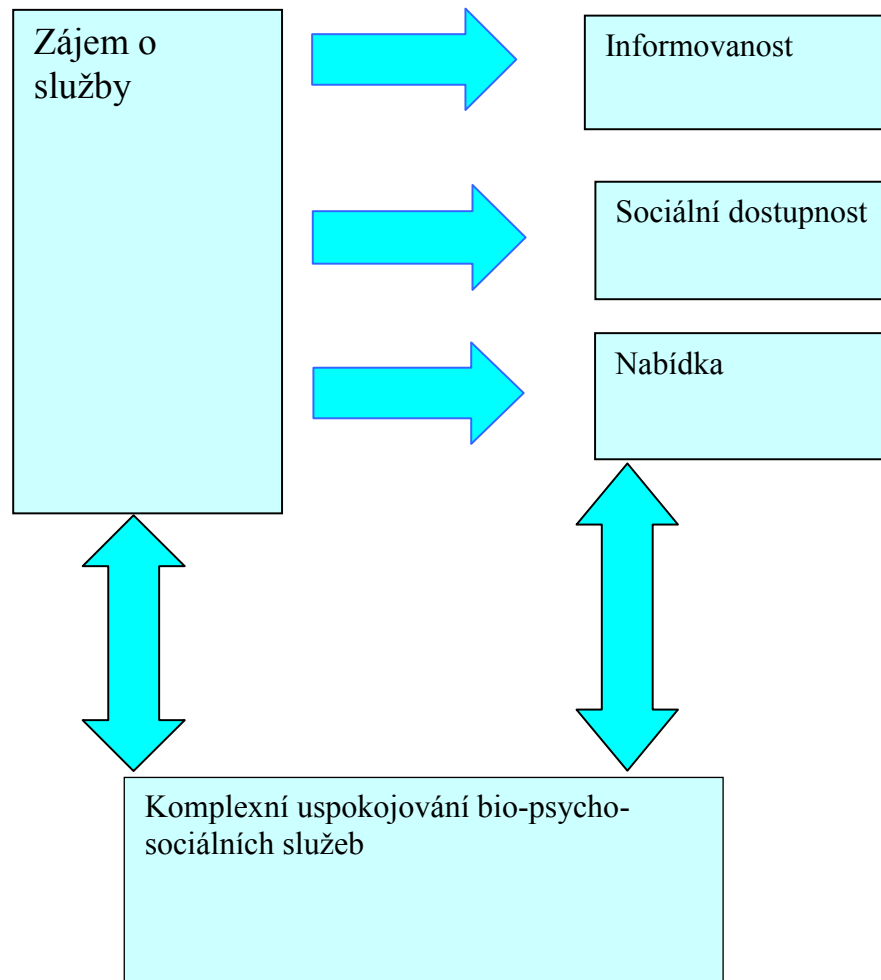 Zájem o
služby
Informovanost
Sociální dostupnost
Nabídka
Komplexní uspokojování bio-psycho-
sociálních služeb